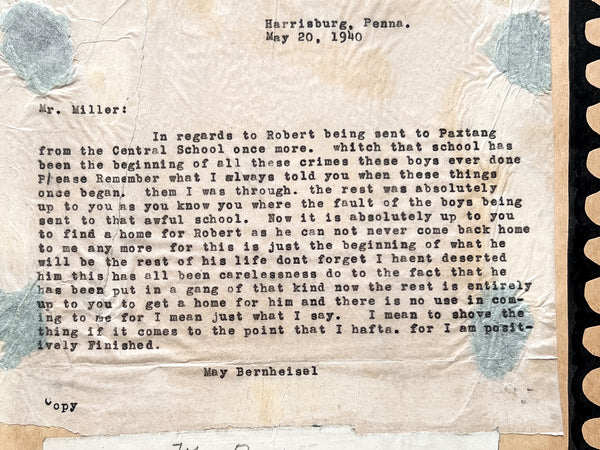 Harrisburg, Penna.
May 20, 1940
Mr. Miller:
In regards to Robert being sent to Paxtang
from the Central School once more. whitch that school has
been the beginning of all these crimes these boys ever done
Please Remember what I always told you when these things
once began. them I was through. the rest was absolutely
up to you as you know you where the fault of the boys being
sent to that awful school. Now it is absolutely up to you
to find a home for Robert as he can not never come back home
to me any more for this is just the beginning of what he
will be the rest of his life dont forget I haent deserted
him this has all been carelessness do to the fact that he
has been put in a gang of that kind now the rest is entirely
up to you to get a home for him and there is no use in com-
ing to me for I mean just what I say. I mean to shove the
thing if it comes to the point that I hafta. for I am posit-
ively Finished.
May Bernheisel
Copy